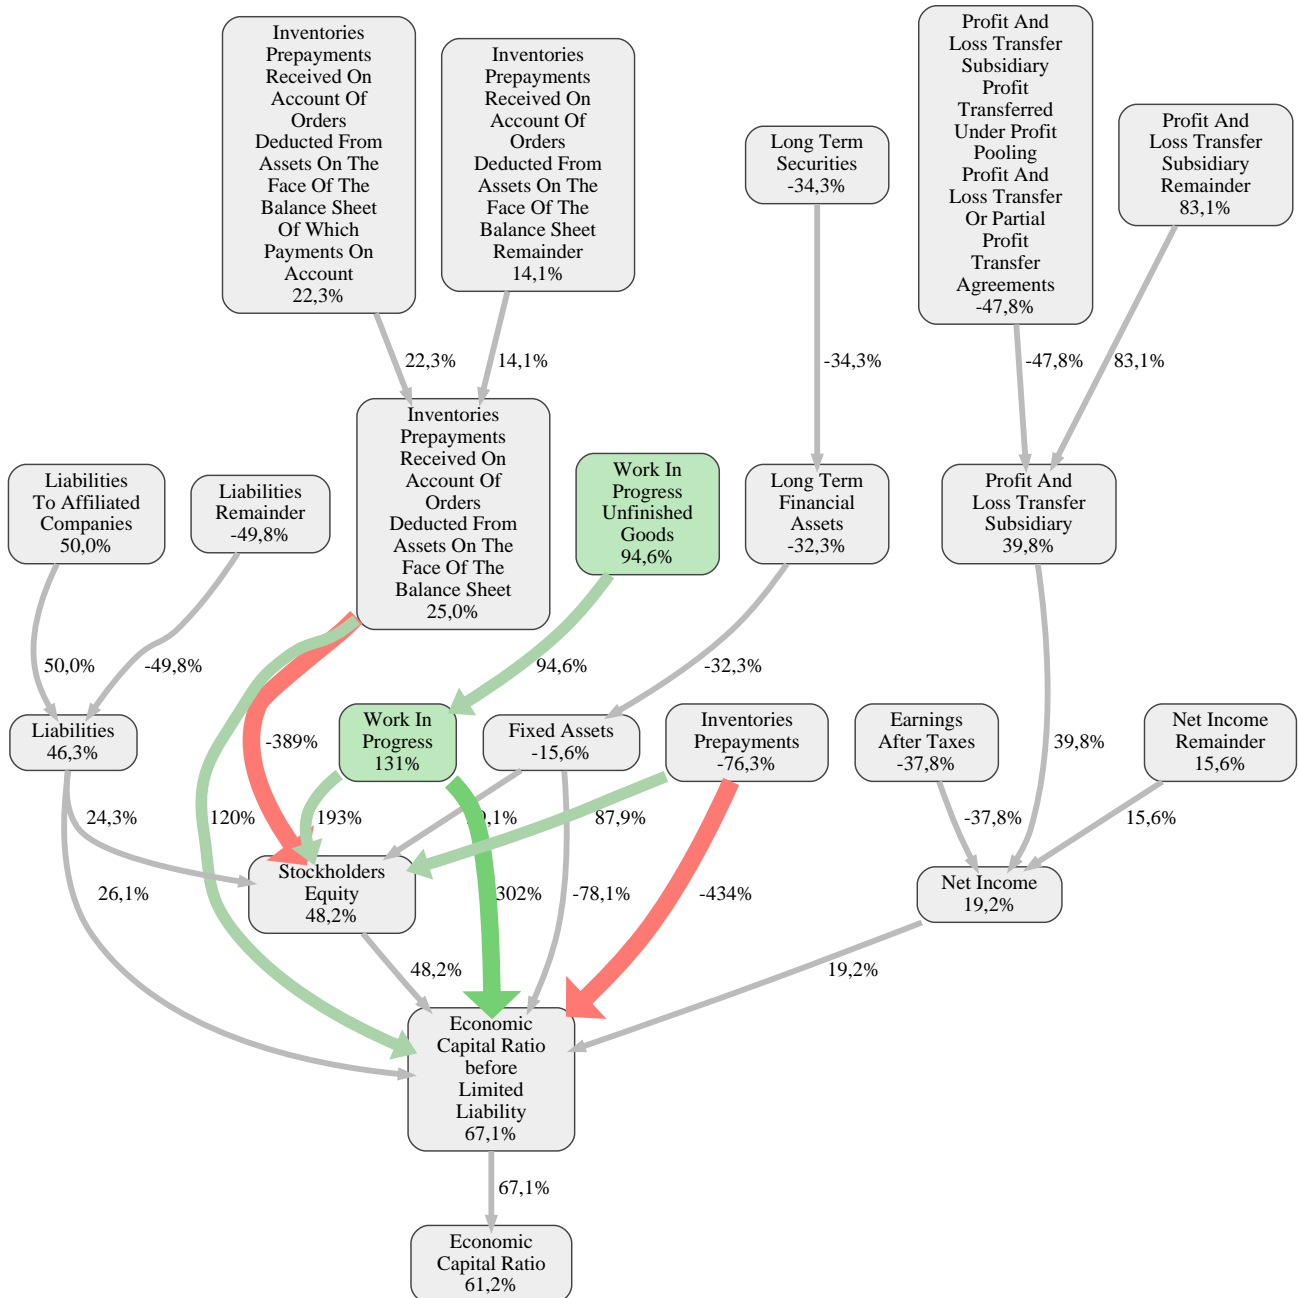 Inventories
Prepayments
Received On
Account Of
Orders
Deducted From
Assets On The
Face Of The
Balance Sheet
Of Which
Payments On
Account
22,3%
Inventories
Prepayments
Received On
Account Of
Orders
Deducted From
Assets On The
Face Of The
Balance Sheet
Remainder
14,1%
Long Term
Securities
-34,3%
Profit And
Loss Transfer
Subsidiary
Profit
Transferred
Under Profit
Pooling
Profit And
Loss Transfer
Or Partial
Profit
Transfer
Agreements
-47,8%
Profit And
Loss Transfer
Subsidiary
Remainder
83,1%
22,3%
14,1%
-34,3%
-47,8%
83,1%
Liabilities
To Affiliated
Companies
50,0%
Liabilities
Remainder
-49,8%
Inventories
Prepayments
Received On
Account Of
Orders
Deducted From
Assets On The
Face Of The
Balance Sheet
25,0%
Work In
Progress
Unfinished
Goods
94,6%
Long Term
Financial
Assets
-32,3%
Profit And
Loss Transfer
Subsidiary
39,8%
50,0%
-49,8%
94,6%
-32,3%
Liabilities
46,3%
-389%
Work In
Progress
131%
Fixed Assets
-15,6%
Inventories
Prepayments
-76,3%
Earnings
After Taxes
-37,8%
39,8%
Net Income
Remainder
15,6%
24,3%
120%
193%
,1%
87,9%
-37,8%
15,6%
Stockholders
Equity
48,2%
Net Income
19,2%
26,1%
302%
-78,1%
-434%
48,2%
19,2%
Economic
Capital Ratio
before
Limited
Liability
67,1%
67,1%
Economic
Capital Ratio
61,2%